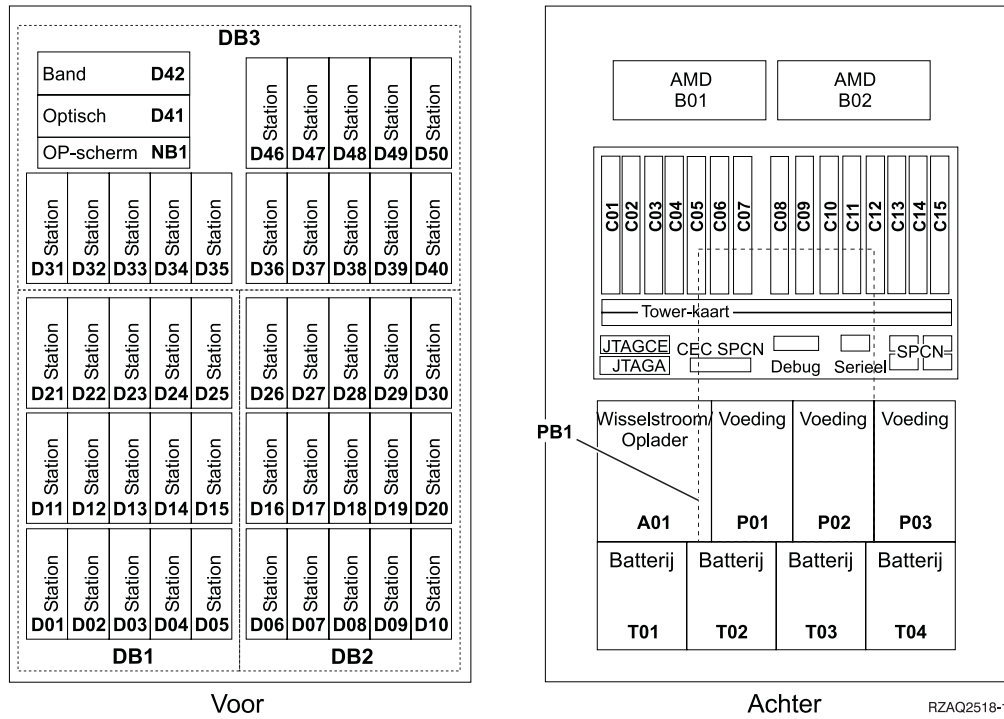 DB3
Band D42
Optisch D41
OP-scherm NB1
Station Station Station Station Station
D46 D47 D48 D49 D50
Station Station Station Station Station
D31 D32 D33 D34 D35
Station Station Station Station Station
D36 D37 D38 D39 D40
Station Station Station Station Station
D21 D22 D23 D24 D25
Station Station Station Station Station
D26 D27 D28 D29 D30
Station Station Station Station Station
D11 D12 D13 D14 D15
Station Station Station Station Station
D16 D17 D18 D19 D20
Station Station Station Station Station
D01 D02 D03 D04 D05
Station Station Station Station Station
D06 D07 D08 D09 D10
DB1
DB2
Voor
AMD
B01
AMD
B02
C01 C02 C03 C04 C05 C06 C07 C08 C09 C10 C11 C12 C13 C14 C15
Tower-kaart
JTAGCE
JTAGA
CEC SPCN
Debug
Serieel
SPCN
PB1
Wisselstroom/
Oplader
A01
Voeding
P01
Voeding
P02
Voeding
P03
Batterij
T01
Batterij
T02
Batterij
T03
Batterij
T04
Achter